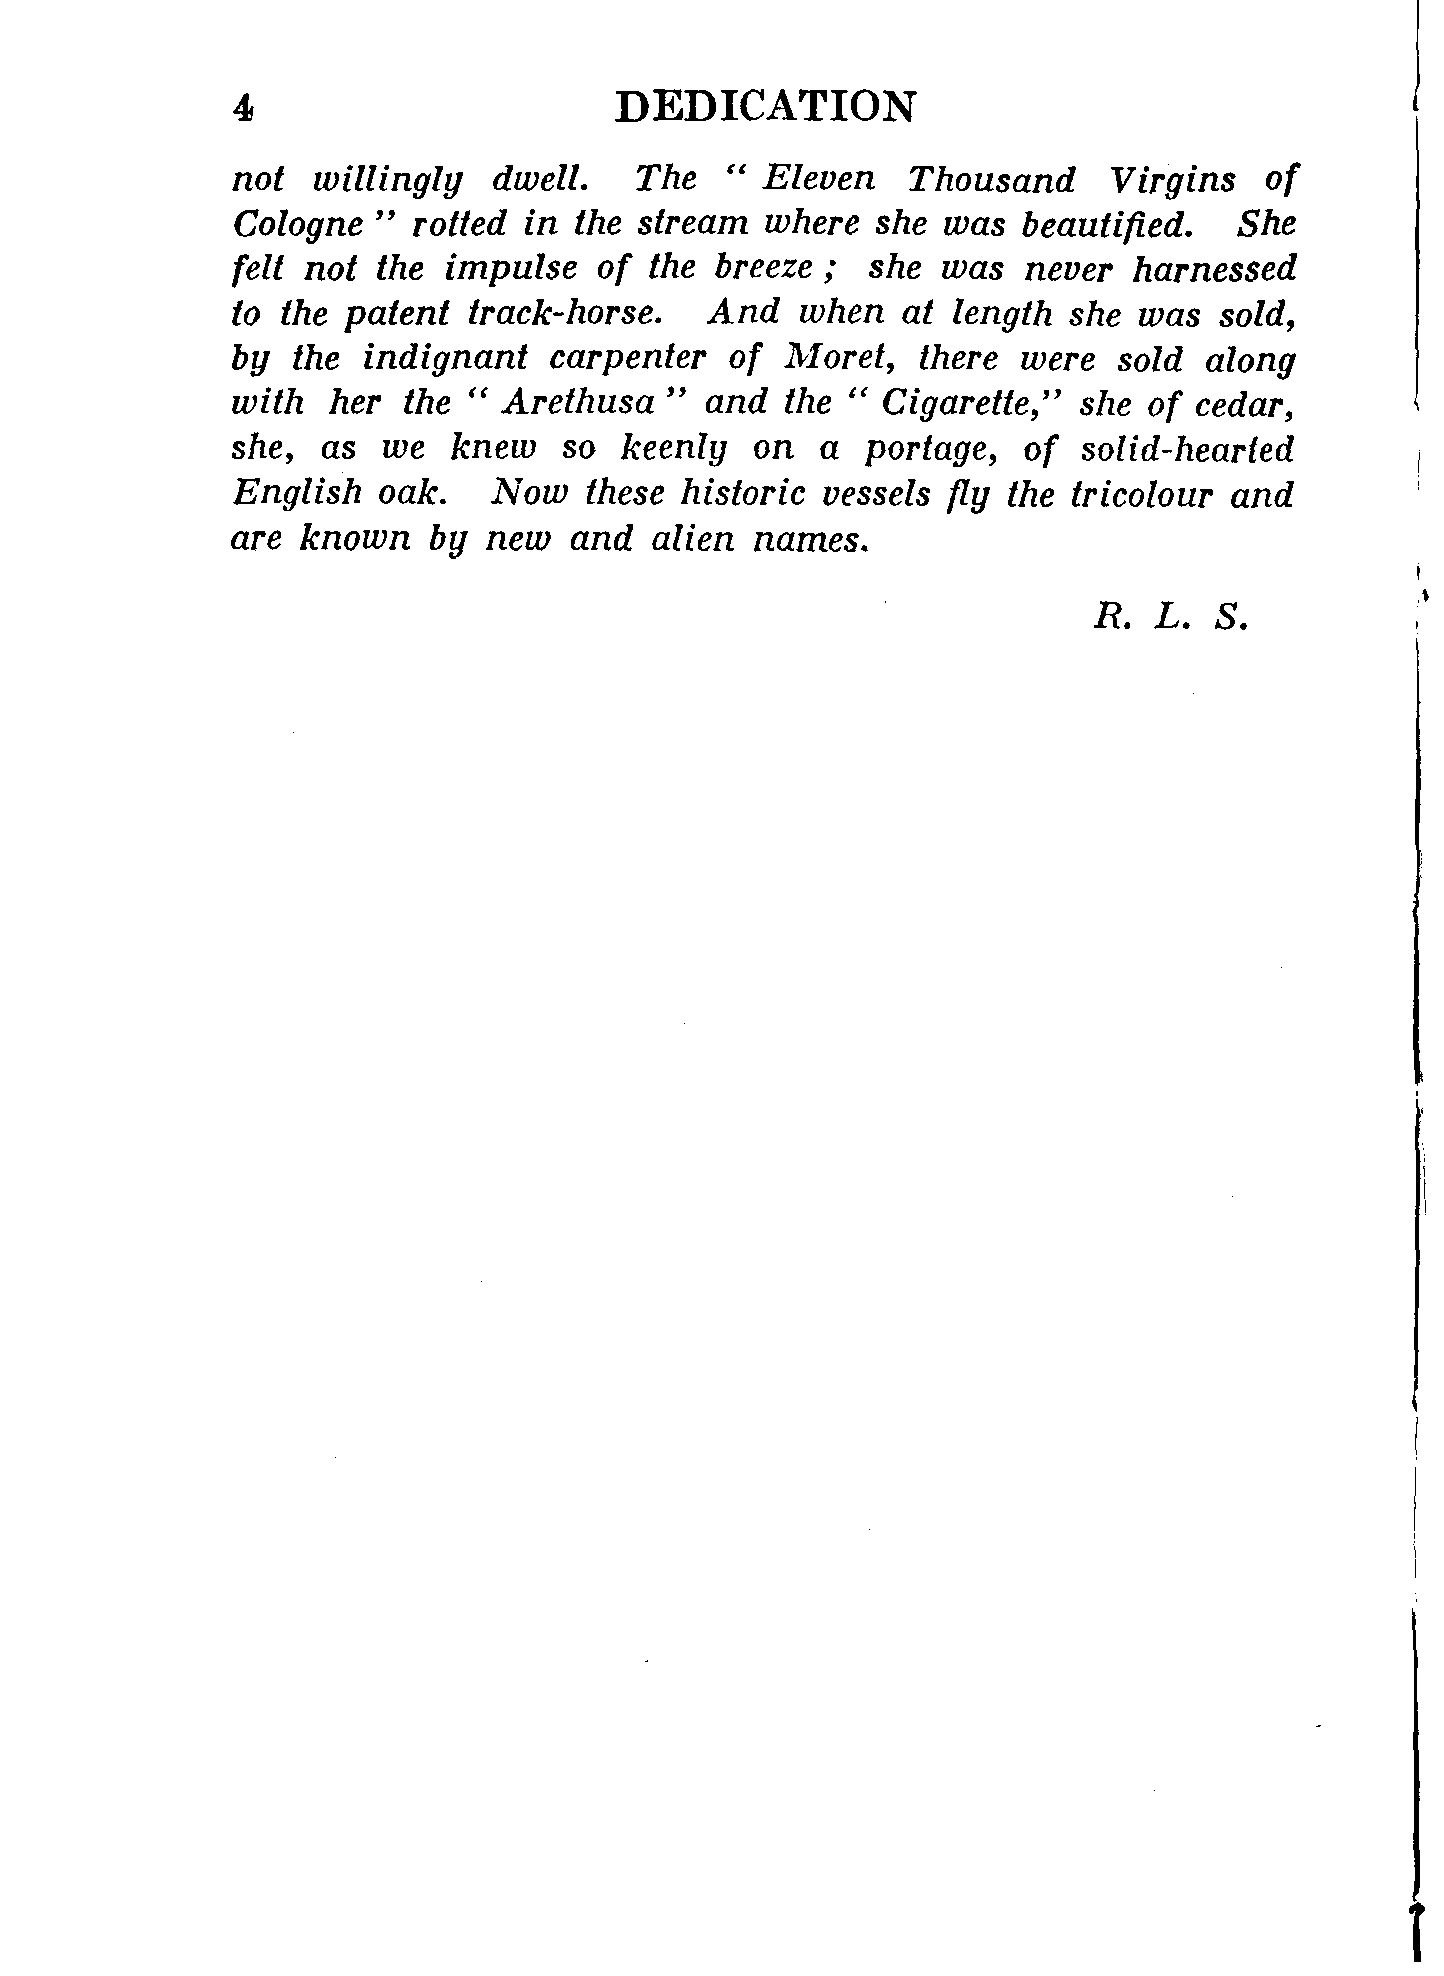 4 DEDICATION
not willingly dwell. The " Eleven Thousand Virgins of
Cologne " rotted in the stream where she was beautified. She
felt not the impulse of the breeze ; she was never harnessed
to the patent track-horse. And when at length she was sold,
by the indignant carpenter of Moret, there were sold along
with her the " Arethusa " and the " Cigarette," she of cedar,
she, as we knew so keenly on a portage, of solid-hearted
English oak. Now these historic vessels fly the tricolour and
are known by new and alien names.
R. L. S.